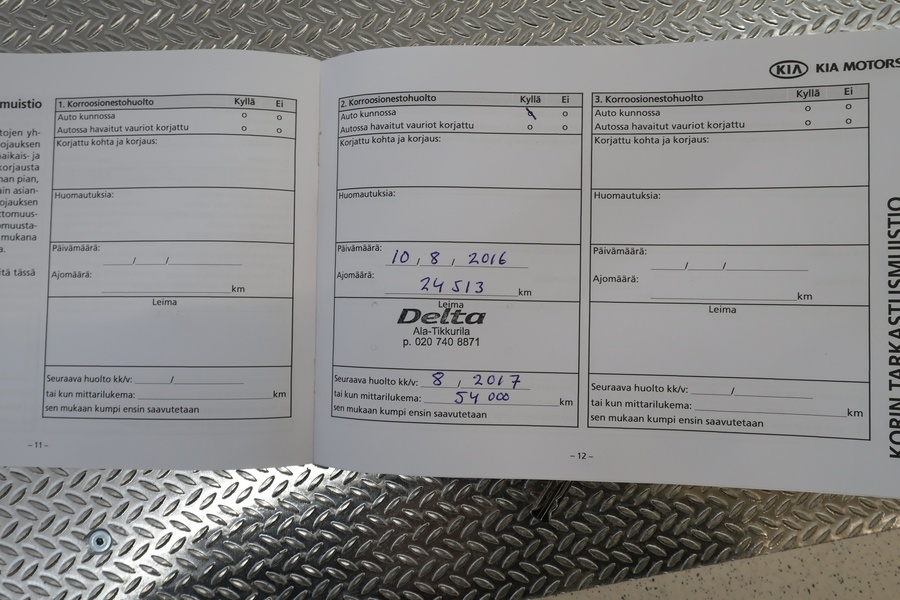 muistio
tojen yh-
ojauksen
aikais- ja
korjausta
nan pian,
in asian-
ojauksen
ttomuus-
omuusta-
mukana
a.
itä tässä
1. Korroosionestohuolto Kyllä Ei
Auto kunnossa o o
Autossa havaitut vauriot korjattu o o
Korjattu kohta ja korjaus:
Huomautuksia:
Päivämäärä:
/ /
Ajomäärä:
km
Leima
Seuraava huolto kk/v: /
tai kun mittarilukema: km
sen mukaan kumpi ensin saavutetaan
– 11 –
KIA KIA MOTORS
2. Korroosionestohuolto Kyllä Ei
Auto kunnossa o o
Autossa havaitut vauriot korjattu o o
Korjattu kohta ja korjaus:
Huomautuksia:
Päivämäärä:
10 / 8 / 2016
Ajomäärä:
24 513 km
Leima
Delta
Ala-Tikkurila
p. 020 740 8871
Seuraava huolto kk/v: 8 / 2017
tai kun mittarilukema: 54 000 km
sen mukaan kumpi ensin saavutetaan
3. Korroosionestohuolto Kyllä Ei
Auto kunnossa o o
Autossa havaitut vauriot korjattu o o
Korjattu kohta ja korjaus:
Huomautuksia:
Päivämäärä:
/ /
Ajomäärä:
km
Leima
Seuraava huolto kk/v: /
tai kun mittarilukema: km
sen mukaan kumpi ensin saavutetaan
– 12 –
KORIN TARKASTUSMUISTIO